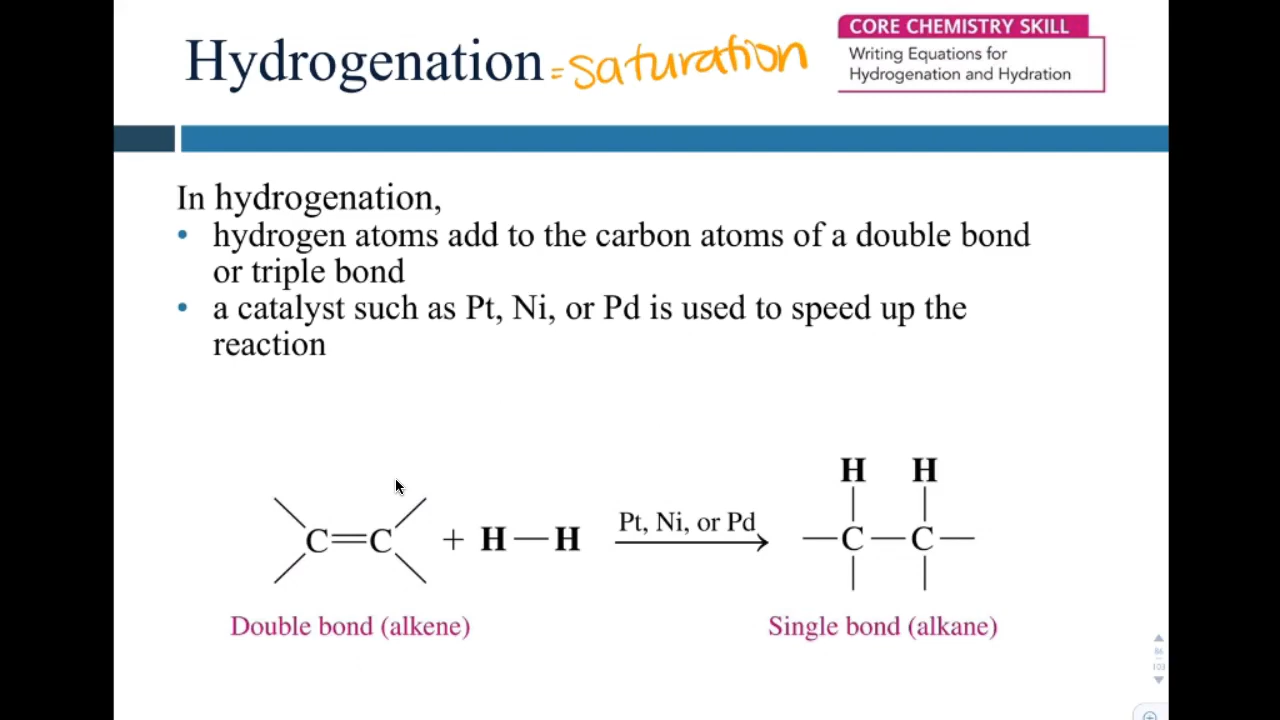 Hydrogenation = saturation
CORE CHEMISTRY SKILL
Writing Equations for
Hydrogenation and Hydration
In hydrogenation,
• hydrogen atoms add to the carbon atoms of a double bond
or triple bond
• a catalyst such as Pt, Ni, or Pd is used to speed up the
reaction
H H
C=C + H—H Pt, Ni, or Pd —C—C—
Double bond (alkene) Single bond (alkane)
86
103